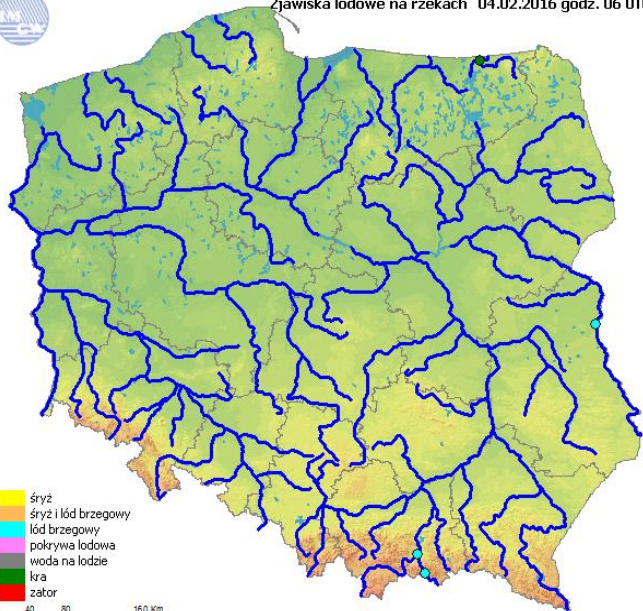 Zjawiska lodowe na rzekach 04.02.2016 godz. 06
śryż
śryż i lód brzegowy
lód brzegowy
pokrywa lodowa
woda na lodzie
kra
zator
40 80 160 Km